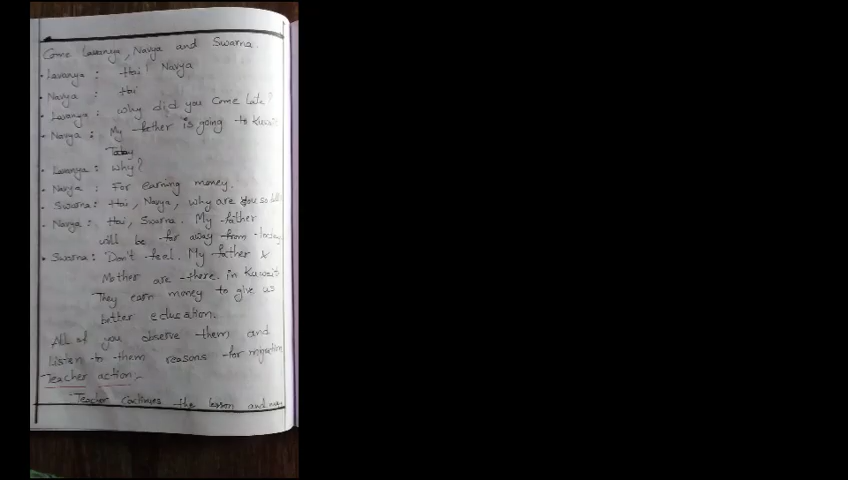 Come Lavanya, Navya and Swarna.
• Lavanya : Hai! Navya
• Navya : Hai
• Lavanya : Why did you come late?
• Navya : My father is going to Kuwait
Today
• Lavanya : Why?
• Navya : For earning money.
• Swarna : Hai, Navya, why are you so
• Navya : Hai, Swarna. My father
will be far away from today
• Swarna : Don't feel. My father &
Mother are there in Kuwait
They earn money to give us
better education.
All of you observe them and
Listen to them reasons for migration
Teacher action:-
Teacher continues the lesson and